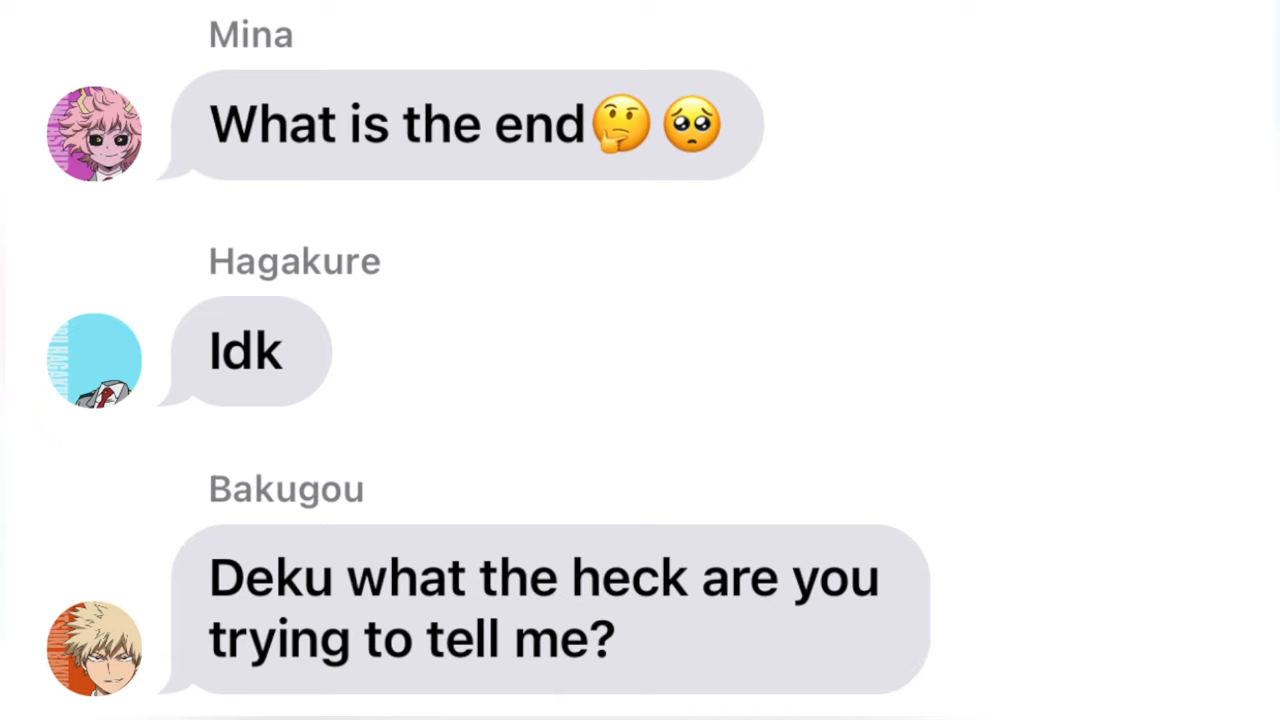 Mina
What is the end🤔🥺
Hagakure
Idk
Bakugou
Deku what the heck are you
trying to tell me?